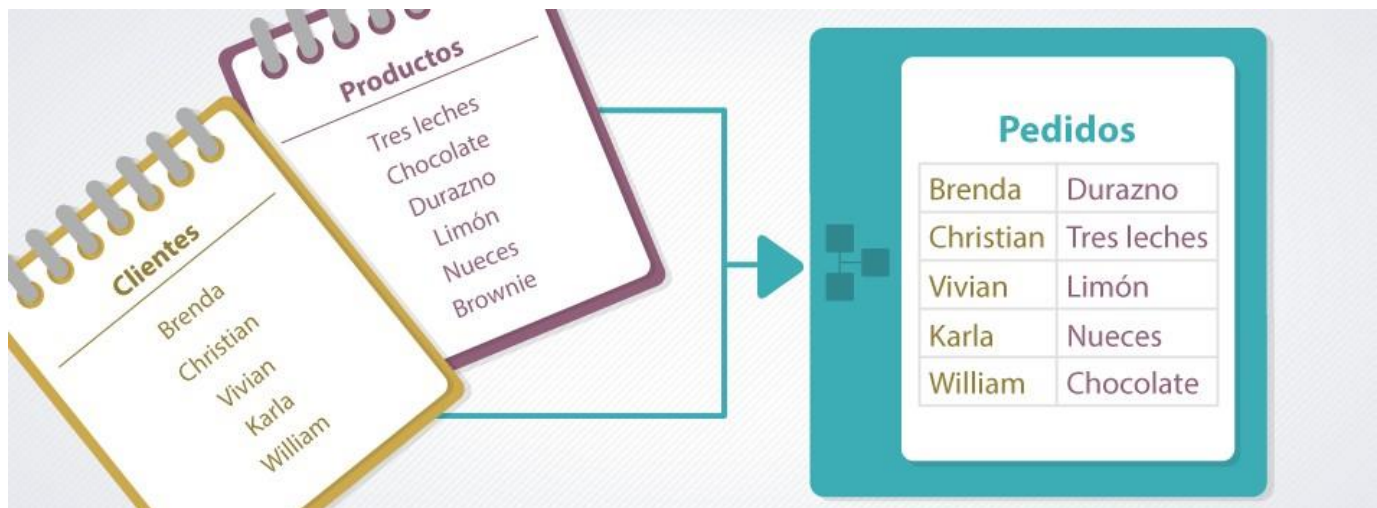 Productos
Tres leches
Chocolate
Durazno
Limón
Nueces
Brownie
Clientes
Brenda
Christian
Vivian
Karla
William
Pedidos
Brenda Durazno
Christian Tres leches
Vivian Limón
Karla Nueces
William Chocolate